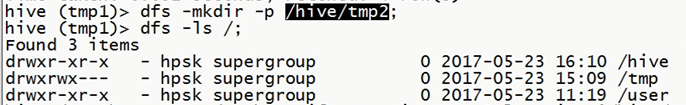 hive (tmp1)> dfs -mkdir -p /hive/tmp2;
hive (tmp1)> dfs -ls /;
Found 3 items
drwxr-xr-x - hpsk supergroup 0 2017-05-23 16:10 /hive
drwxrwx--- - hpsk supergroup 0 2017-05-23 15:09 /tmp
drwxr-xr-x - hpsk supergroup 0 2017-05-23 11:19 /user